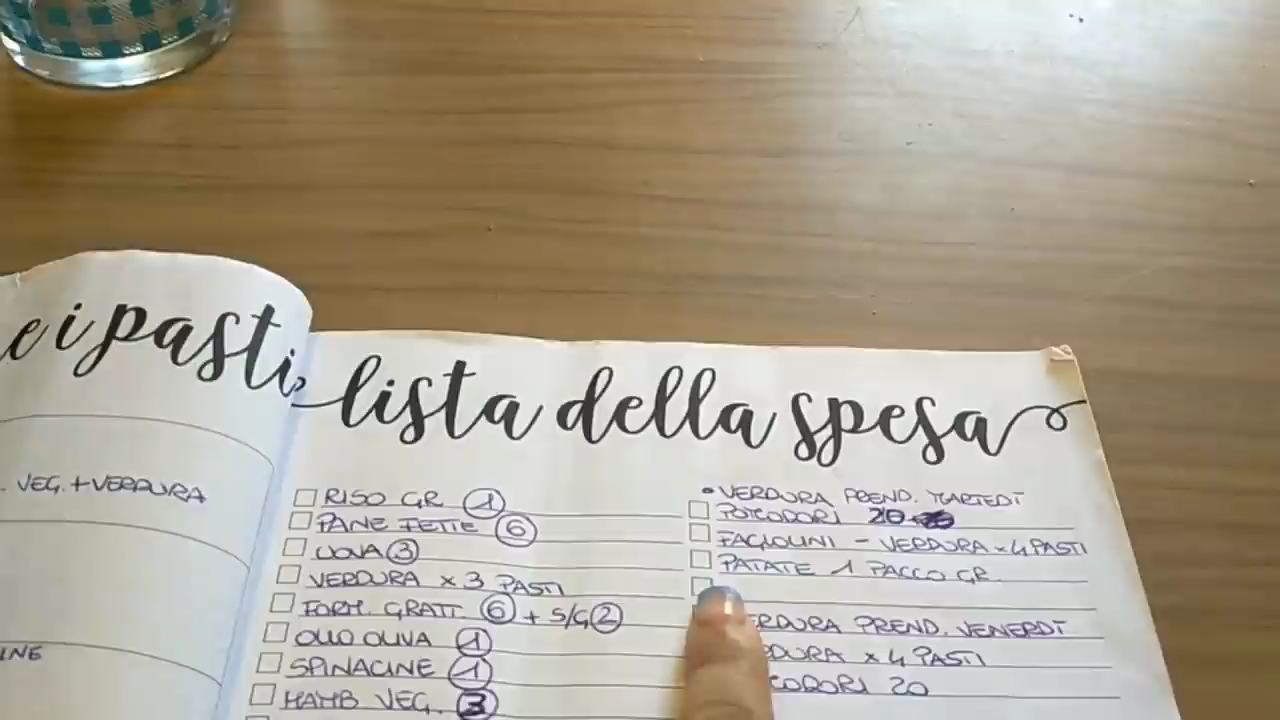 e i pasti,
VEG. + VERDURA
INE
lista della spesa
RISO GR. 1
PANE FETTE 6
UOVA 3
VERDURA x 3 PASTI
FORM. GRATT. 6 + S/G 2
OLIO OLIVA 1
SPINACINE 1
HAMB VEG. 3
• VERDURA PREND. MARTEDÌ
POMODORI 20
FAGIOLINI - VERDURA x 4 PASTI
PATATE 1 PACCO GR.
ERDURA PREND. VENERDÌ
DURA x 4 PASTI
ODORI 20